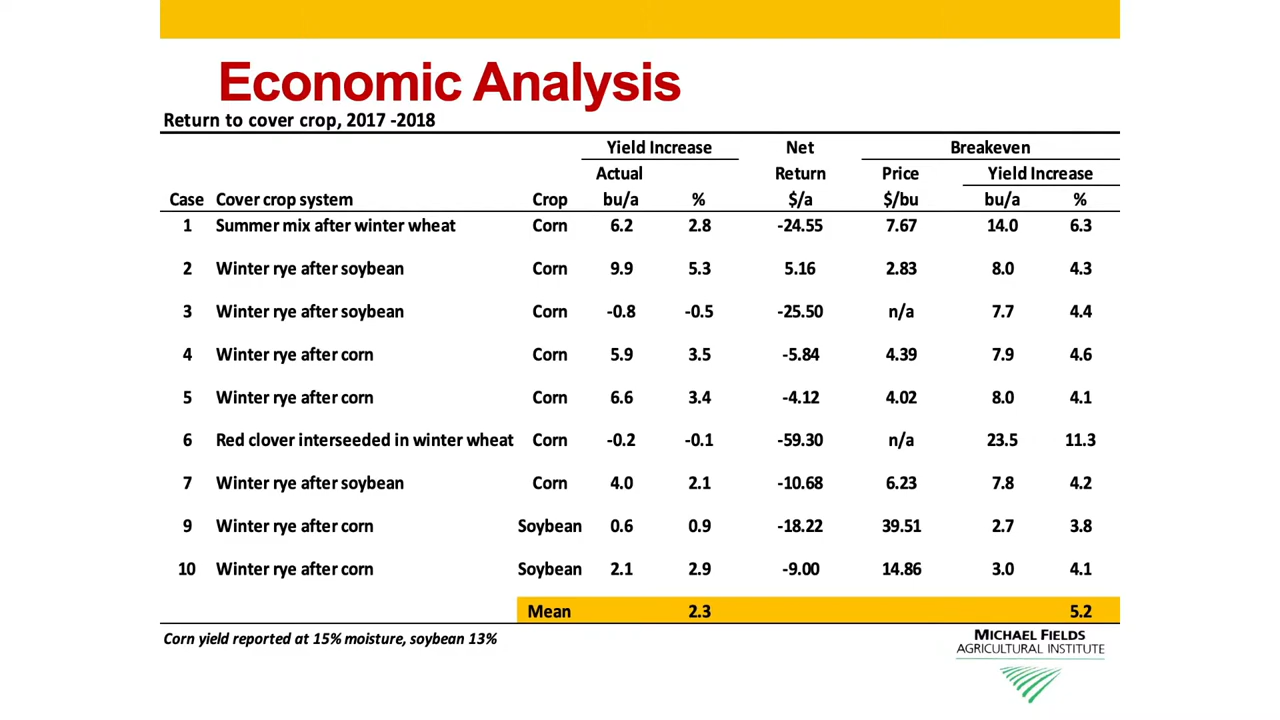 Economic Analysis
Return to cover crop, 2017 -2018
Yield Increase Net Breakeven
Actual Return Price Yield Increase
Case Cover crop system Crop bu/a % $/a $/bu bu/a %
1 Summer mix after winter wheat Corn 6.2 2.8 -24.55 7.67 14.0 6.3
2 Winter rye after soybean Corn 9.9 5.3 5.16 2.83 8.0 4.3
3 Winter rye after soybean Corn -0.8 -0.5 -25.50 n/a 7.7 4.4
4 Winter rye after corn Corn 5.9 3.5 -5.84 4.39 7.9 4.6
5 Winter rye after corn Corn 6.6 3.4 -4.12 4.02 8.0 4.1
6 Red clover interseeded in winter wheat Corn -0.2 -0.1 -59.30 n/a 23.5 11.3
7 Winter rye after soybean Corn 4.0 2.1 -10.68 6.23 7.8 4.2
9 Winter rye after corn Soybean 0.6 0.9 -18.22 39.51 2.7 3.8
10 Winter rye after corn Soybean 2.1 2.9 -9.00 14.86 3.0 4.1
Mean 2.3 5.2
Corn yield reported at 15% moisture, soybean 13%
MICHAEL FIELDS
AGRICULTURAL INSTITUTE